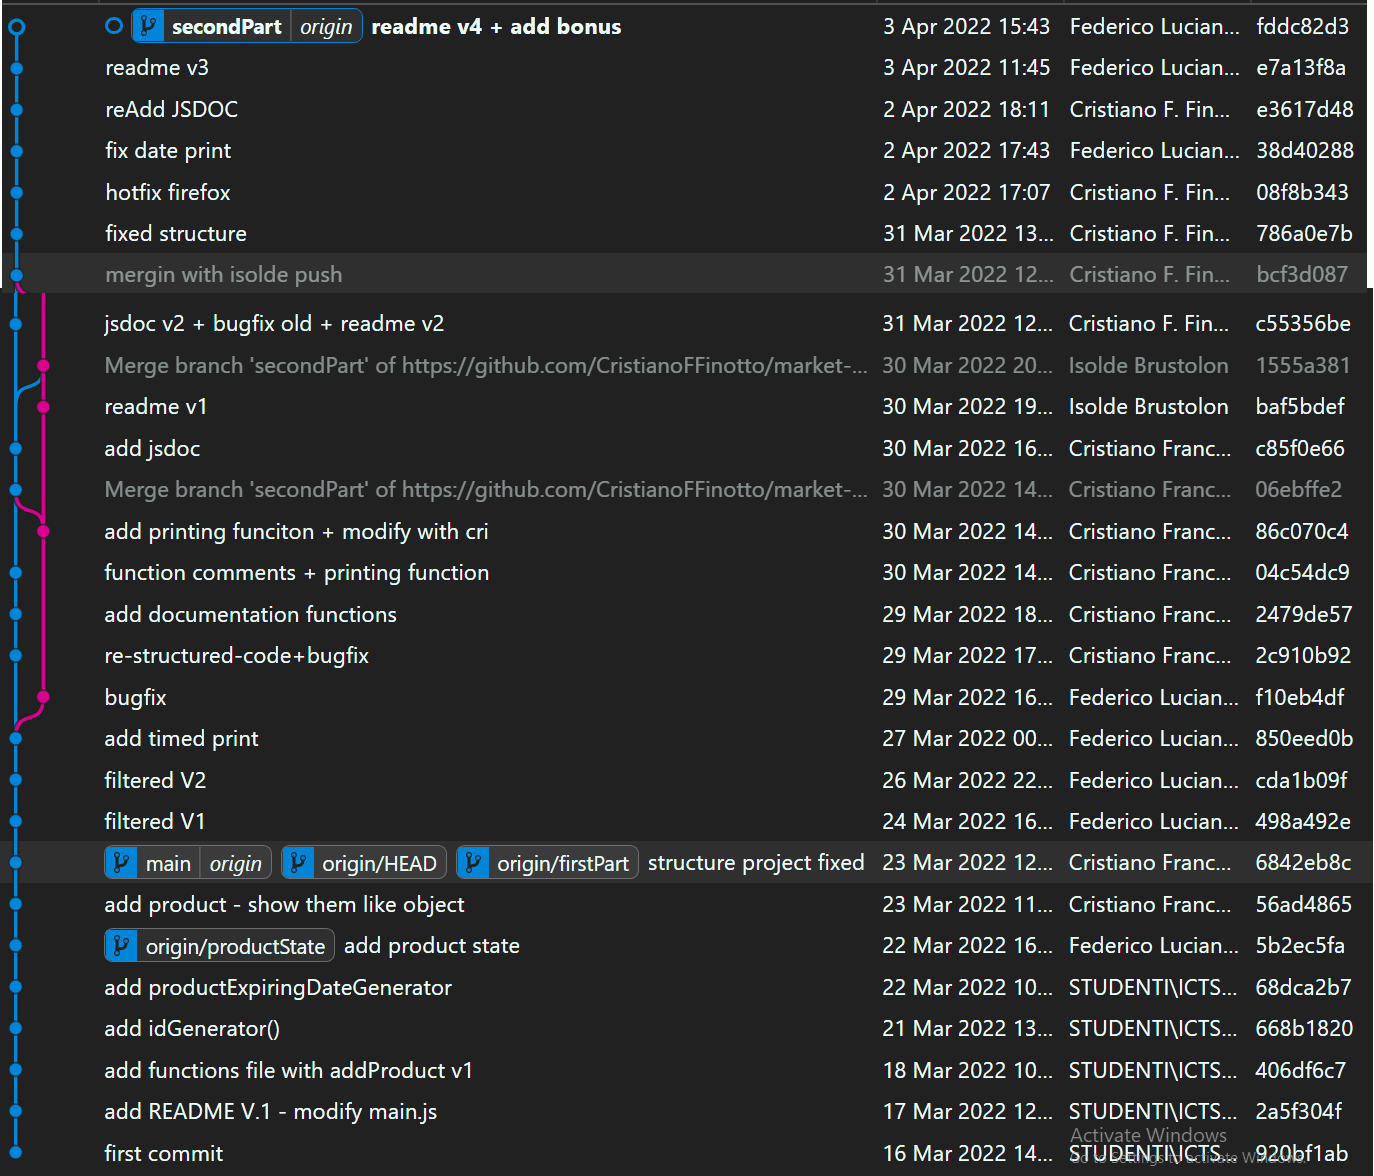 secondPart origin readme v4 + add bonus 3 Apr 2022 15:43 Federico Lucian... fddc82d3
readme v3 3 Apr 2022 11:45 Federico Lucian... e7a13f8a
reAdd JSDOC 2 Apr 2022 18:11 Cristiano F. Fin... e3617d48
fix date print 2 Apr 2022 17:43 Federico Lucian... 38d40288
hotfix firefox 2 Apr 2022 17:07 Cristiano F. Fin... 08f8b343
fixed structure 31 Mar 2022 13... Cristiano F. Fin... 786a0e7b
mergin with isolde push 31 Mar 2022 12... Cristiano F. Fin... bcf3d087
jsdoc v2 + bugfix old + readme v2 31 Mar 2022 12... Cristiano F. Fin... c55356be
Merge branch 'secondPart' of https://github.com/CristianoFFinotto/market-... 30 Mar 2022 20... Isolde Brustolon 1555a381
readme v1 30 Mar 2022 19... Isolde Brustolon baf5bdef
add jsdoc 30 Mar 2022 16... Cristiano Franc... c85f0e66
Merge branch 'secondPart' of https://github.com/CristianoFFinotto/market-... 30 Mar 2022 14... Cristiano Franc... 06ebffe2
add printing funciton + modify with cri 30 Mar 2022 14... Cristiano Franc... 86c070c4
function comments + printing function 30 Mar 2022 14... Cristiano Franc... 04c54dc9
add documentation functions 29 Mar 2022 18... Cristiano Franc... 2479de57
re-structured-code+bugfix 29 Mar 2022 17... Cristiano Franc... 2c910b92
bugfix 29 Mar 2022 16... Federico Lucian... f10eb4df
add timed print 27 Mar 2022 00... Federico Lucian... 850eed0b
filtered V2 26 Mar 2022 22... Federico Lucian... cda1b09f
filtered V1 24 Mar 2022 16... Federico Lucian... 498a492e
main origin origin/HEAD origin/firstPart structure project fixed 23 Mar 2022 12... Cristiano Franc... 6842eb8c
add product - show them like object 23 Mar 2022 11... Cristiano Franc... 56ad4865
origin/productState add product state 22 Mar 2022 16... Federico Lucian... 5b2ec5fa
add productExpiringDateGenerator 22 Mar 2022 10... STUDENTI\ICTS... 68dca2b7
add idGenerator() 21 Mar 2022 13... STUDENTI\ICTS... 668b1820
add functions file with addProduct v1 18 Mar 2022 10... STUDENTI\ICTS... 406df6c7
add README V.1 - modify main.js 17 Mar 2022 12... STUDENTI\ICTS... 2a5f304f
Activate Windows
first commit 16 Mar 2022 14... STUDENTI\ICTS... 920bf1ab
Go to Settings to activate Windows.